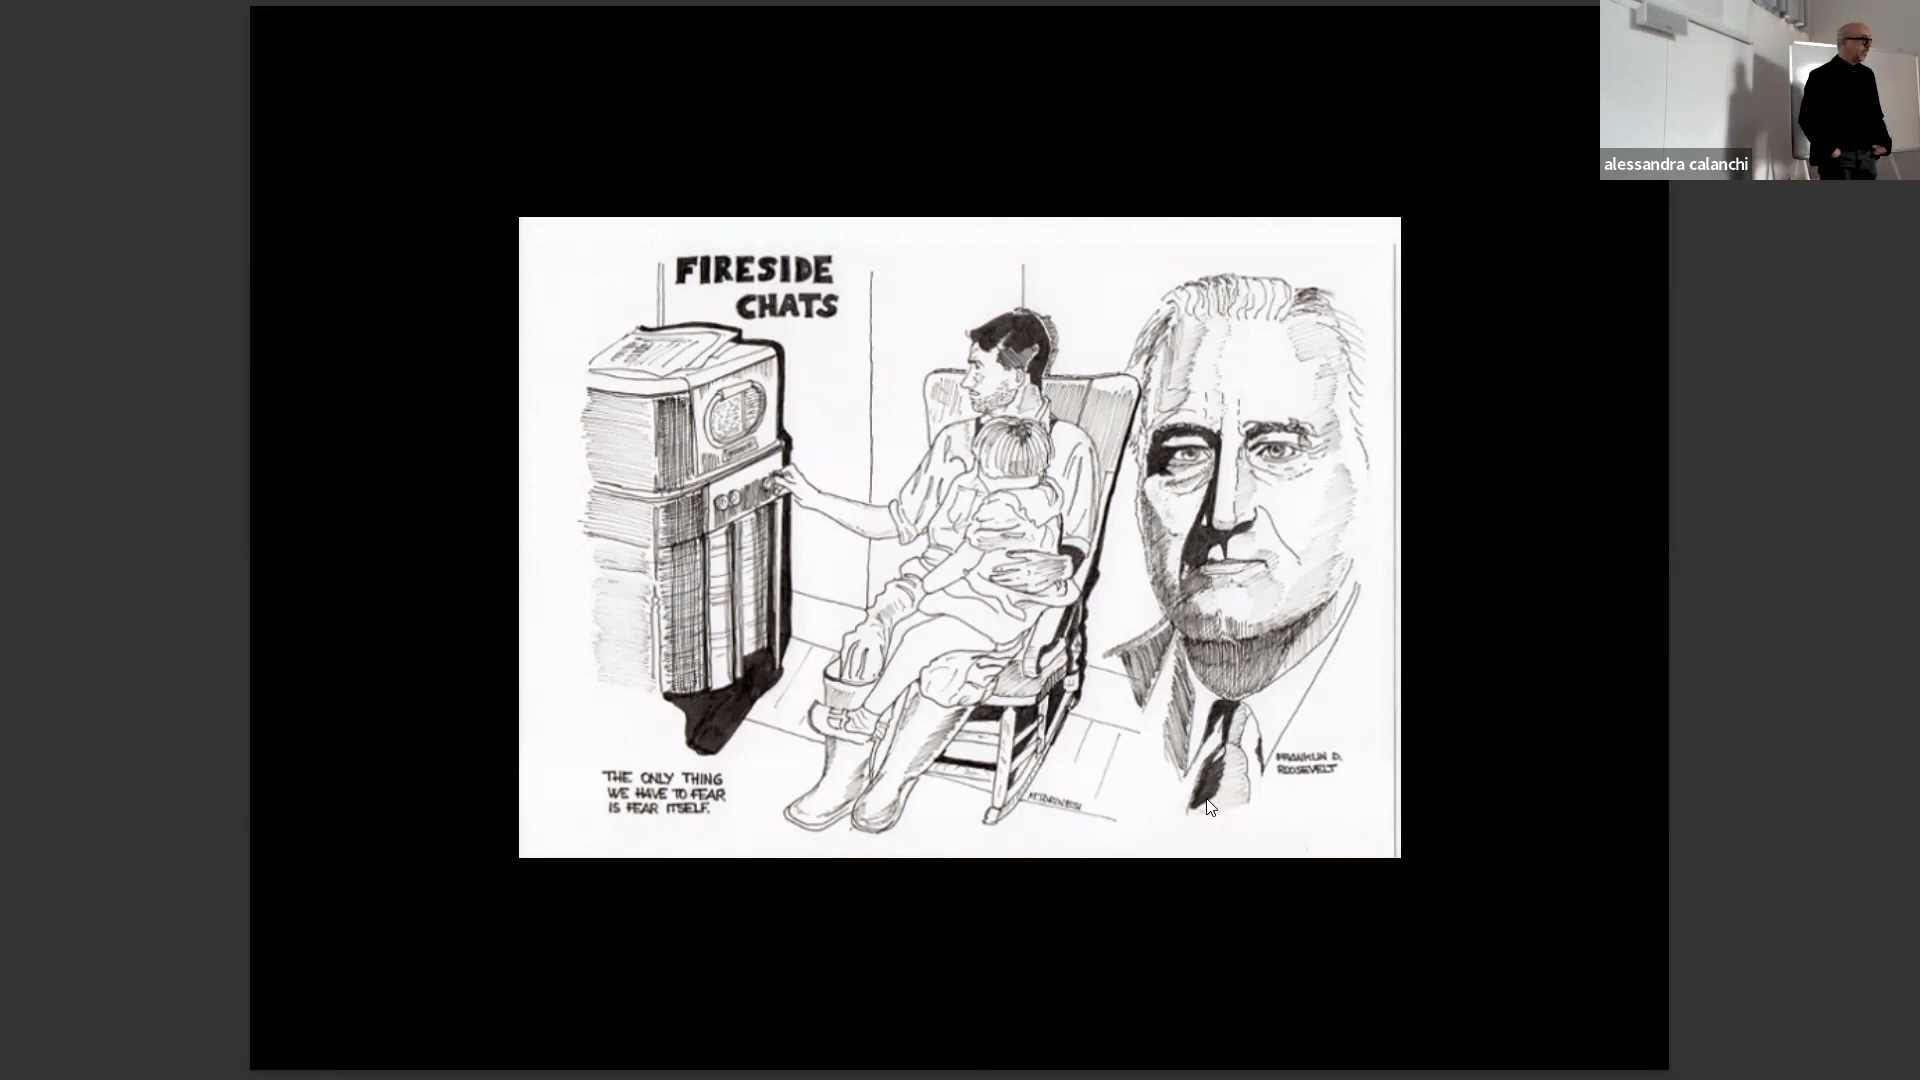 alessandra calanchi
FIRESIDE
CHATS
THE ONLY THING
WE HAVE TO FEAR
IS FEAR ITSELF.
FRANKLIN D.
ROOSEVELT